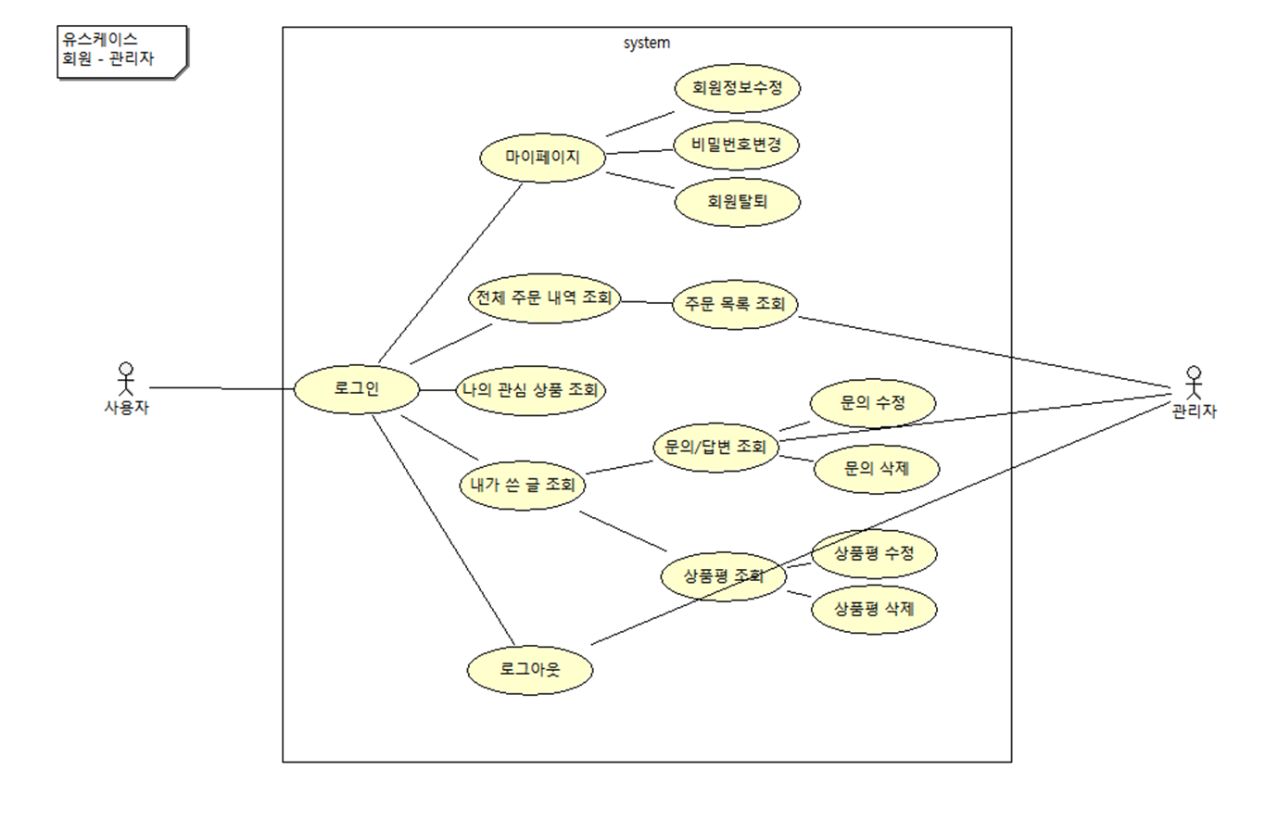 유스케이스
회원 - 관리자
system
회원정보수정
비밀번호변경
마이페이지
회원탈퇴
전체 주문 내역 조회
주문 목록 조회
로그인
나의 관심 상품 조회
사용자
관리자
문의 수정
문의/답변 조회
문의 삭제
내가 쓴 글 조회
상품평 수정
상품평 조회
상품평 삭제
로그아웃